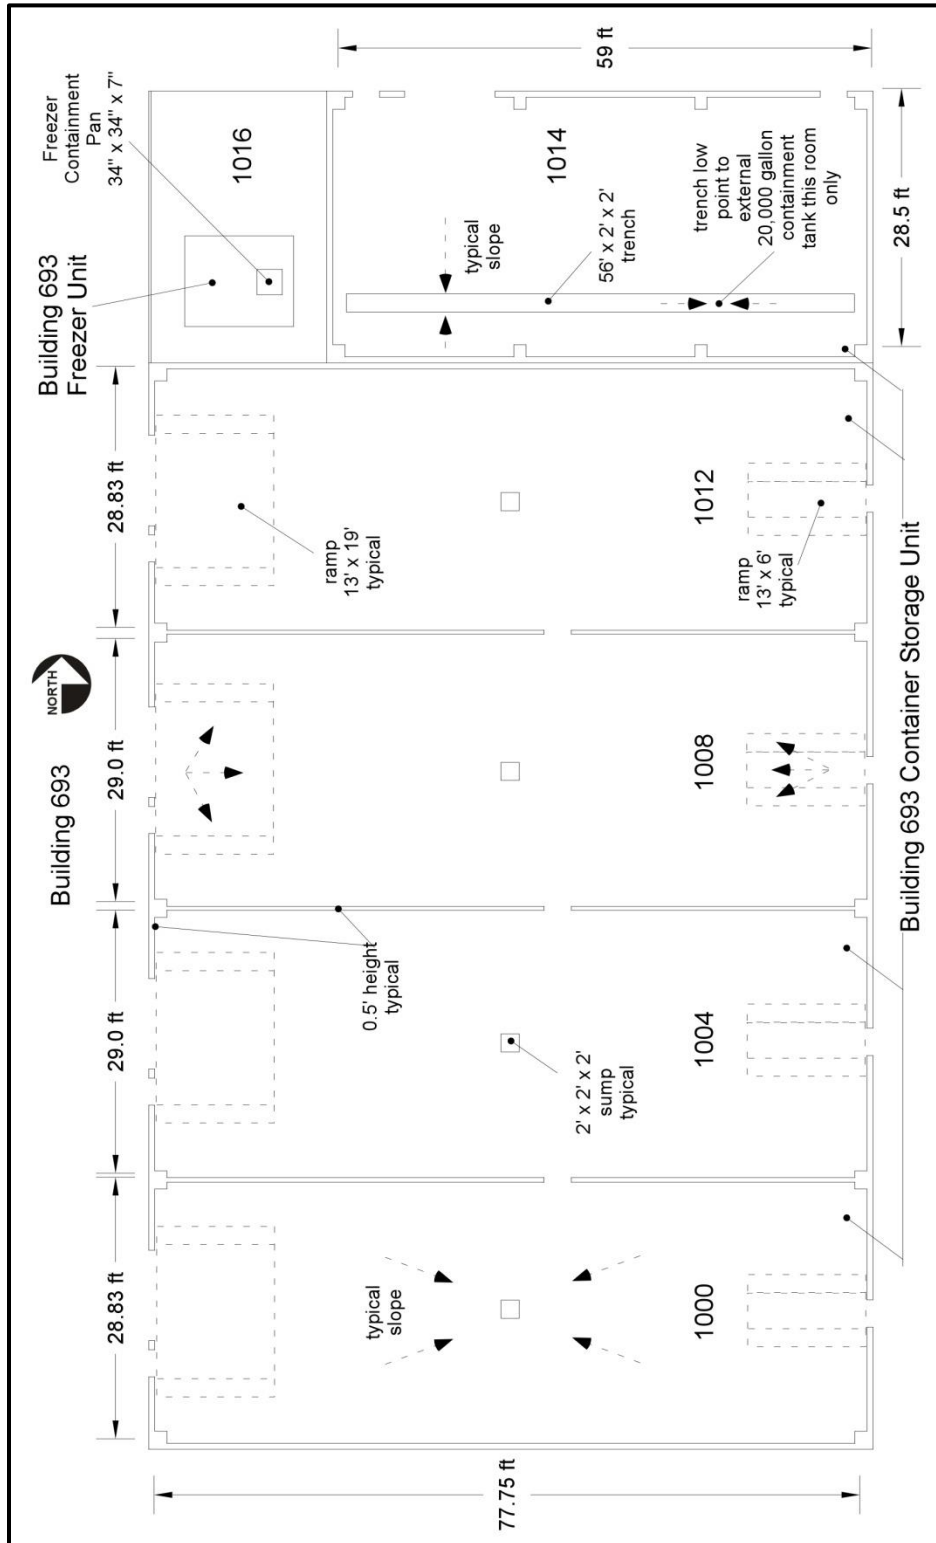 Building 693
NORTH
28.83 ft
29.0 ft
29.0 ft
28.83 ft
Building 693
Freezer Unit
Freezer
Containment
Pan
34" x 34" x 7"
77.75 ft
59 ft
28.5 ft
1016
1014
1012
1008
1004
1000
ramp
13' x 19'
typical
ramp
13' x 6'
typical
0.5' height
typical
2' x 2' x 2'
sump
typical
typical
slope
typical
slope
56' x 2' x 2'
trench
trench low
point to
external
20,000 gallon
containment
tank this room
only
Building 693 Container Storage Unit